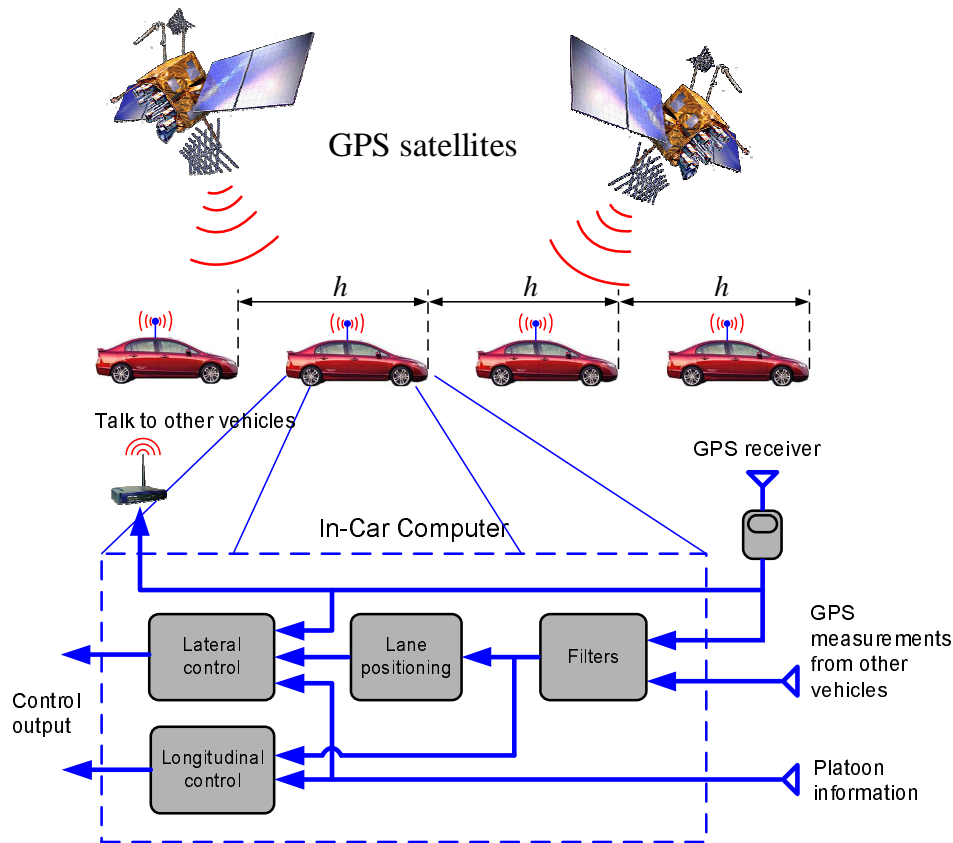 GPS satellites
h
h
h
Talk to other vehicles
GPS receiver
In-Car Computer
GPS
measurements
from other
vehicles
Lateral
control
Lane
positioning
Filters
Control
output
Longitudinal
control
Platoon
information